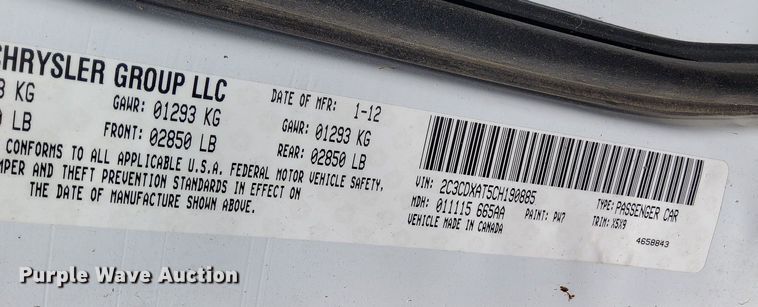 CHRYSLER GROUP LLC DATE OF MFR: 1-12
KG GAWR: 01293 KG GAWR: 01293 KG
LB FRONT: 02850 LB REAR: 02850 LB
CONFORMS TO ALL APPLICABLE U.S.A. FEDERAL MOTOR VEHICLE SAFETY,
MPER AND THEFT PREVENTION STANDARDS IN EFFECT ON
THE DATE OF MANUFACTURE SHOWN ABOVE.
VIN: 2C3CDXAT5CH190885 TYPE: PASSENGER CAR
MDH: 011115 665AA PAINT: PW7 TRIM: X5X9
VEHICLE MADE IN CANADA 4658843
Purple Wave Auction